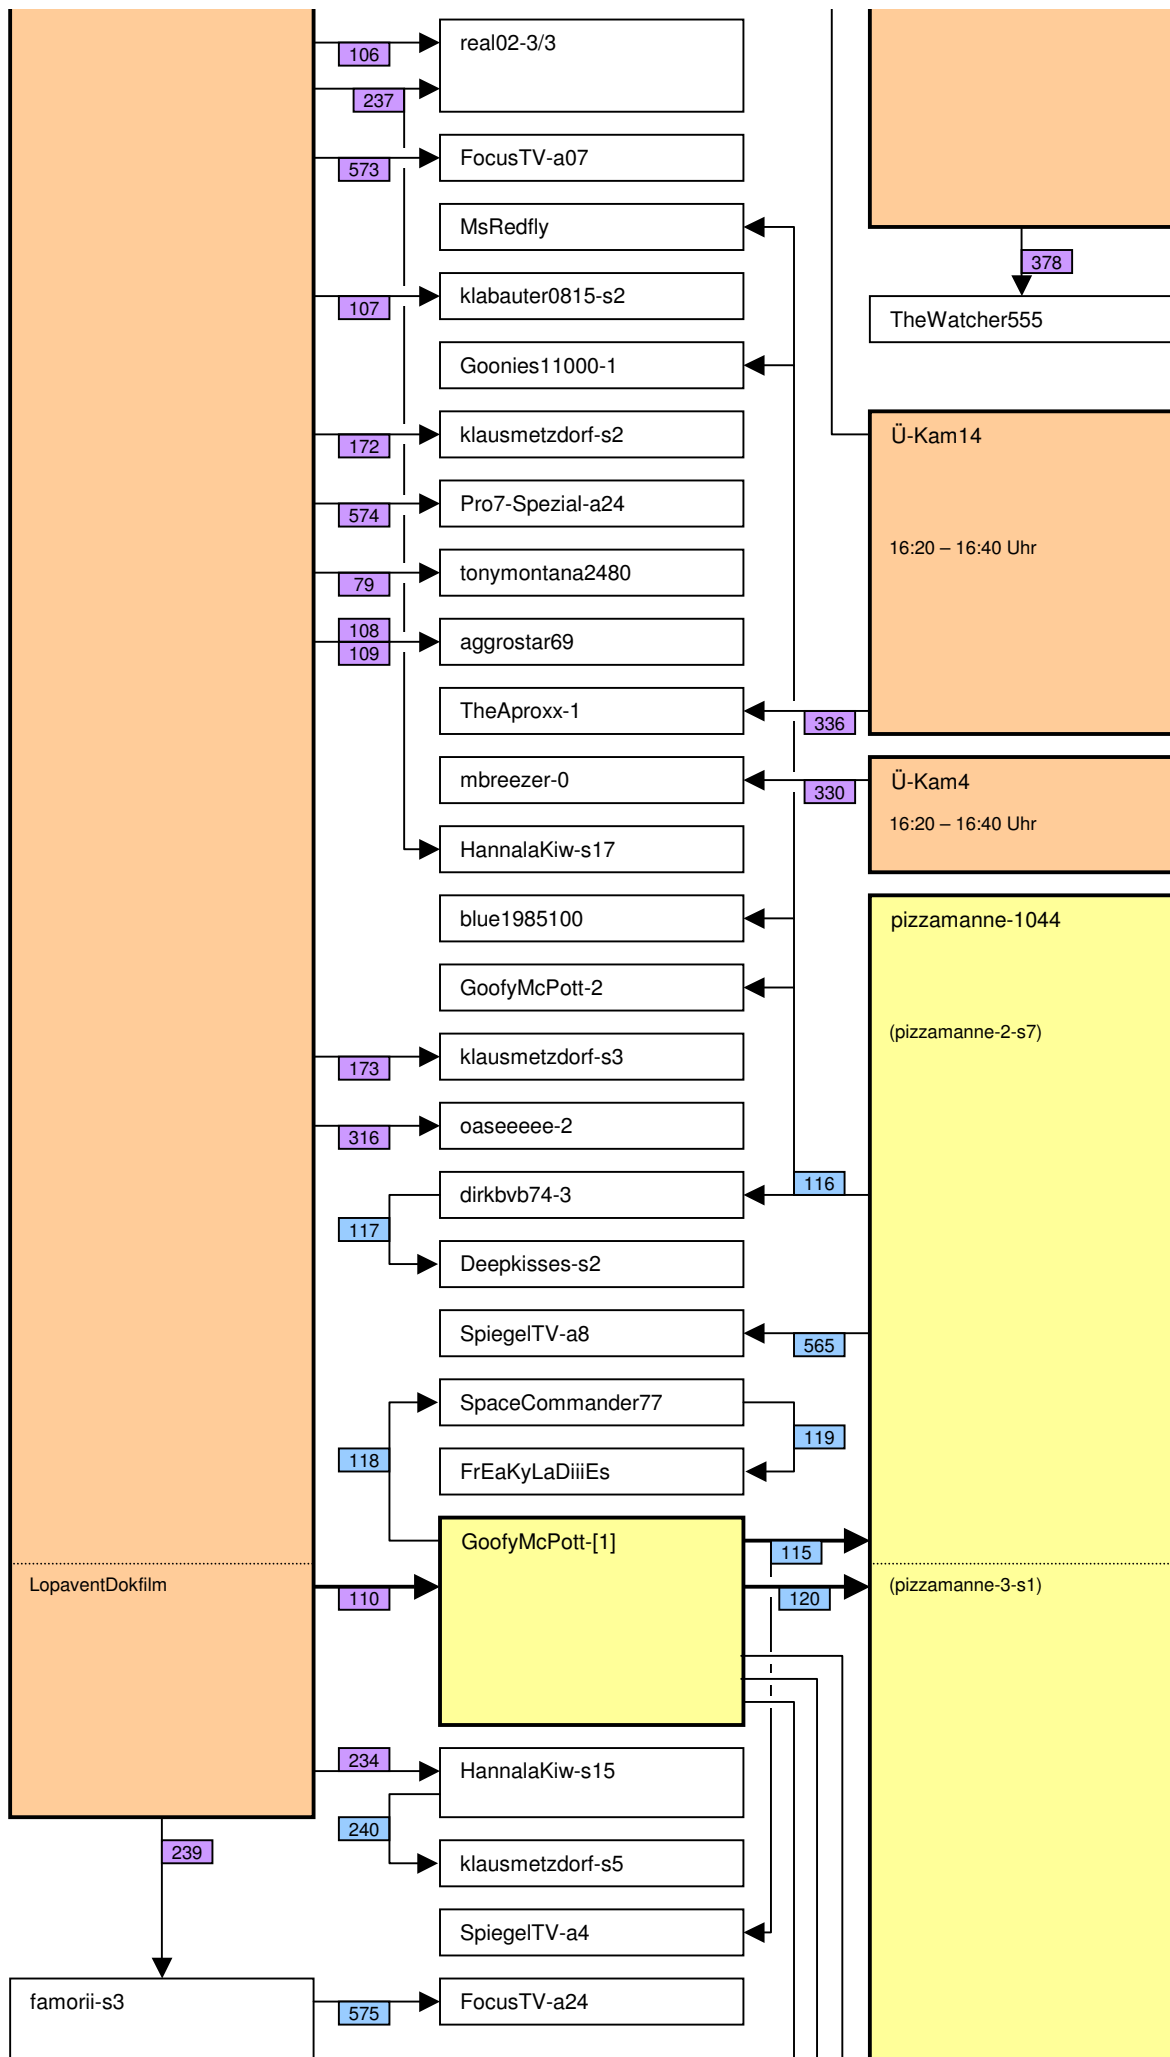 real02-3/3
106
237
FocusTV-a07
573
MsRedfly
378
klabauter0815-s2
107
TheWatcher555
Goonies11000-1
klausmetzdorf-s2
172
Ü-Kam14
Pro7-Spezial-a24
574
16:20 – 16:40 Uhr
tonymontana2480
79
108
aggrostar69
109
TheAproxx-1
336
mbreezer-0
330
Ü-Kam4
16:20 – 16:40 Uhr
HannalaKiw-s17
blue1985100
pizzamanne-1044
GoofyMcPott-2
(pizzamanne-2-s7)
klausmetzdorf-s3
173
oaseeeee-2
316
116
dirkbvb74-3
117
Deepkisses-s2
SpiegelTV-a8
565
SpaceCommander77
119
118
FrEaKyLaDiiiEs
GoofyMcPott-[1]
115
LopaventDokfilm
110
120
(pizzamanne-3-s1)
234
HannalaKiw-s15
240
239
klausmetzdorf-s5
SpiegelTV-a4
famorii-s3
575
FocusTV-a24